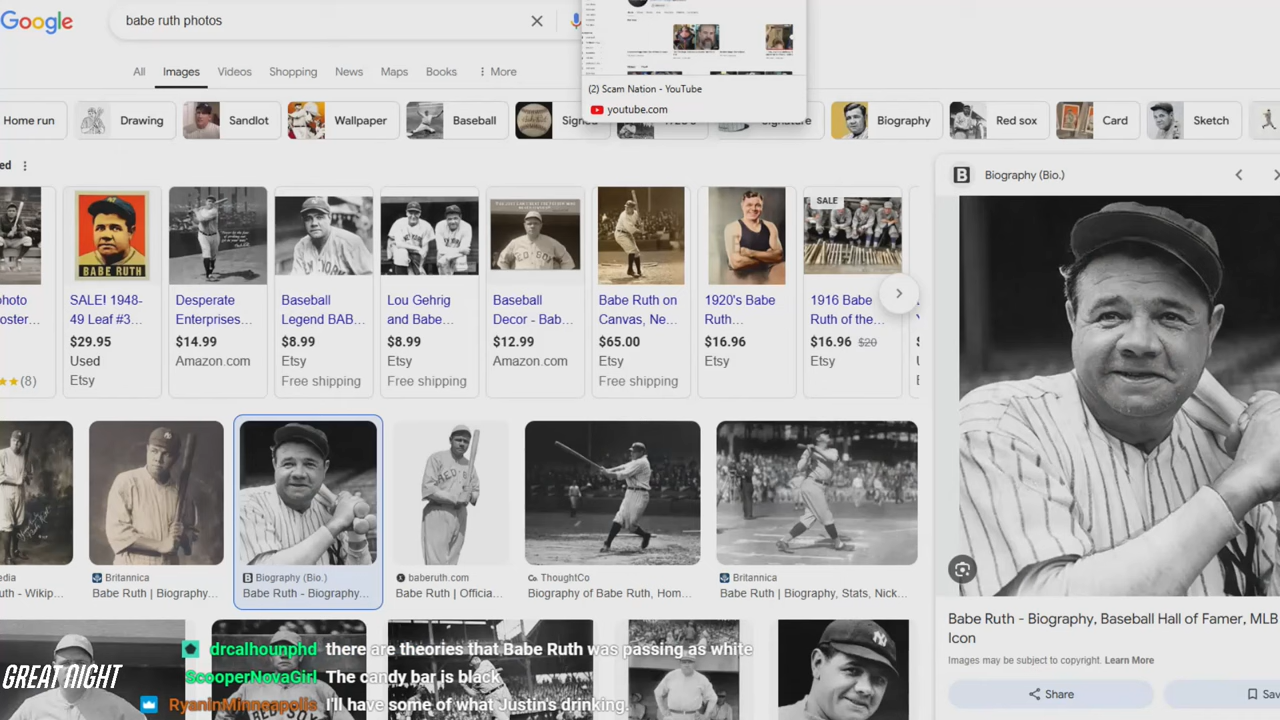 Google
babe ruth photos
All
Images
Videos
Shopping
News
Maps
Books
More
(2) Scam Nation - YouTube
youtube.com
Home run
Drawing
Sandlot
Wallpaper
Baseball
Signature
Biography
Red sox
Card
Sketch
Biography (Bio.)
SALE! 1948-
49 Leaf #3...
$29.95
Used
Etsy
Desperate
Enterprises...
$14.99
Amazon.com
Baseball
Legend BAB...
$8.99
Etsy
Free shipping
Lou Gehrig
and Babe...
$8.99
Etsy
Free shipping
Baseball
Decor - Bab...
$12.99
Amazon.com
Babe Ruth on
Canvas, Ne...
$65.00
Etsy
Free shipping
1920's Babe
Ruth...
$16.96
Etsy
1916 Babe
Ruth of the...
$16.96 $20
Etsy
(8)
BABE RUTH
SALE
Britannica
Babe Ruth | Biography...
Biography (Bio.)
Babe Ruth - Biography...
baberuth.com
Babe Ruth | Officia...
ThoughtCo
Biography of Babe Ruth, Hom...
Britannica
Babe Ruth | Biography, Stats, Nick...
Babe Ruth - Biography, Baseball Hall of Famer, MLB
Icon
Images may be subject to copyright. Learn More
Share
GREAT NIGHT
drcalhounphd there are theories that Babe Ruth was passing as white
ScooperNovaGirl The candy bar is black
RyanInMinneapolis I'll have some of what Justin's drinking.